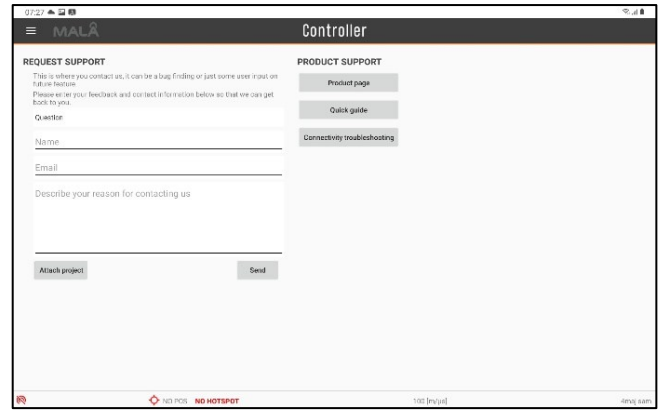 07:27
MALÅ
Controller
REQUEST SUPPORT
This is where you contact us, it can be a bug finding or just some user input on
future feature.
Please enter your feedback and contact information below so that we can get
back to you.
Question
Name
Email
Describe your reason for contacting us
Attach project
Send
PRODUCT SUPPORT
Product page
Quick guide
Connectivity troubleshooting
NO POS NO HOTSPOT
100 [m/µs]